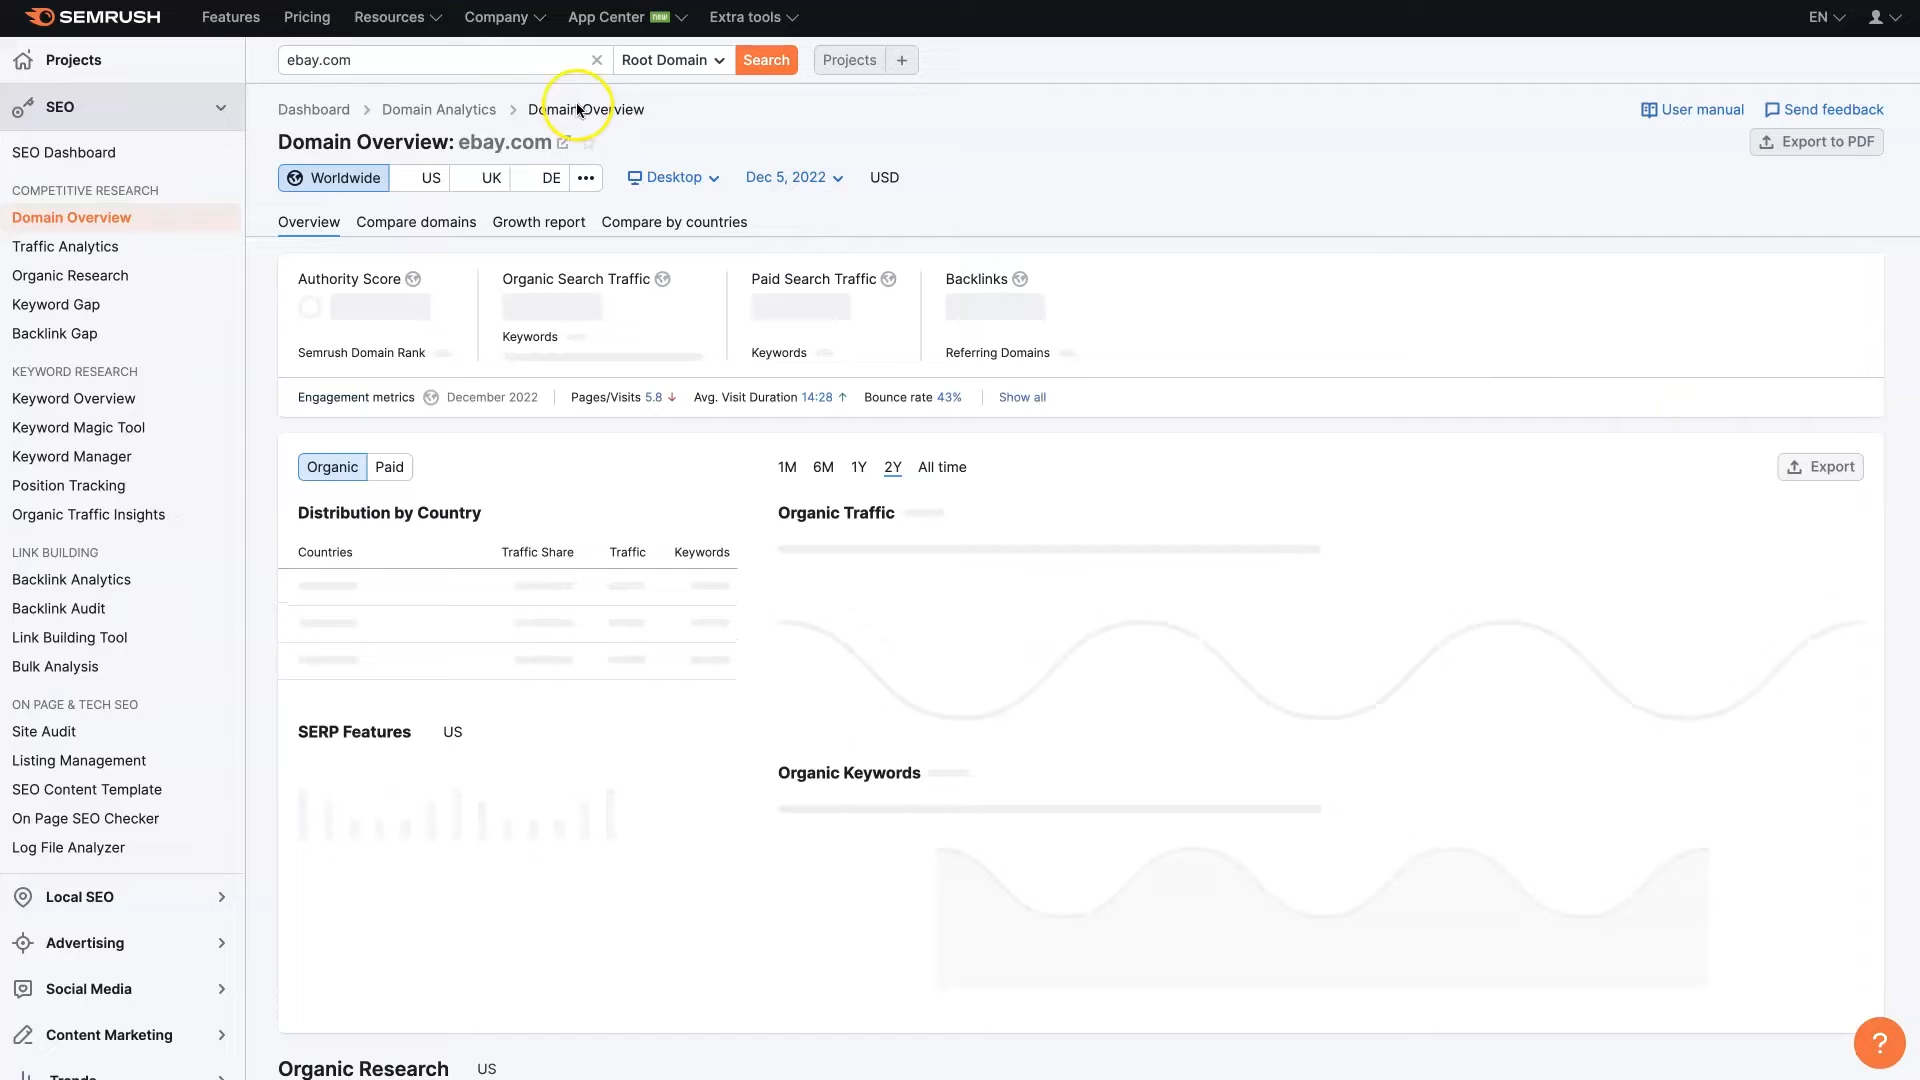 SEMRUSH
Features
Pricing
Resources
Company
App Center new
Extra tools
EN
Projects
ebay.com
Root Domain
Search
Projects +
SEO
SEO Dashboard
COMPETITIVE RESEARCH
Domain Overview
Traffic Analytics
Organic Research
Keyword Gap
Backlink Gap
KEYWORD RESEARCH
Keyword Overview
Keyword Magic Tool
Keyword Manager
Position Tracking
Organic Traffic Insights
LINK BUILDING
Backlink Analytics
Backlink Audit
Link Building Tool
Bulk Analysis
ON PAGE & TECH SEO
Site Audit
Listing Management
SEO Content Template
On Page SEO Checker
Log File Analyzer
Local SEO
Advertising
Social Media
Content Marketing
Trends
Dashboard > Domain Analytics > Domain Overview
User manual
Send feedback
Domain Overview: ebay.com
Export to PDF
Worldwide US UK DE •••
Desktop
Dec 5, 2022
USD
Overview
Compare domains
Growth report
Compare by countries
Authority Score
Semrush Domain Rank
Organic Search Traffic
Keywords
Paid Search Traffic
Keywords
Backlinks
Referring Domains
Engagement metrics December 2022 Pages/Visits 5.8 ↓ Avg. Visit Duration 14:28 ↑ Bounce rate 43% Show all
Organic Paid
1M 6M 1Y 2Y All time
Export
Distribution by Country
Countries Traffic Share Traffic Keywords
SERP Features US
Organic Traffic
Organic Keywords
Organic Research US
?